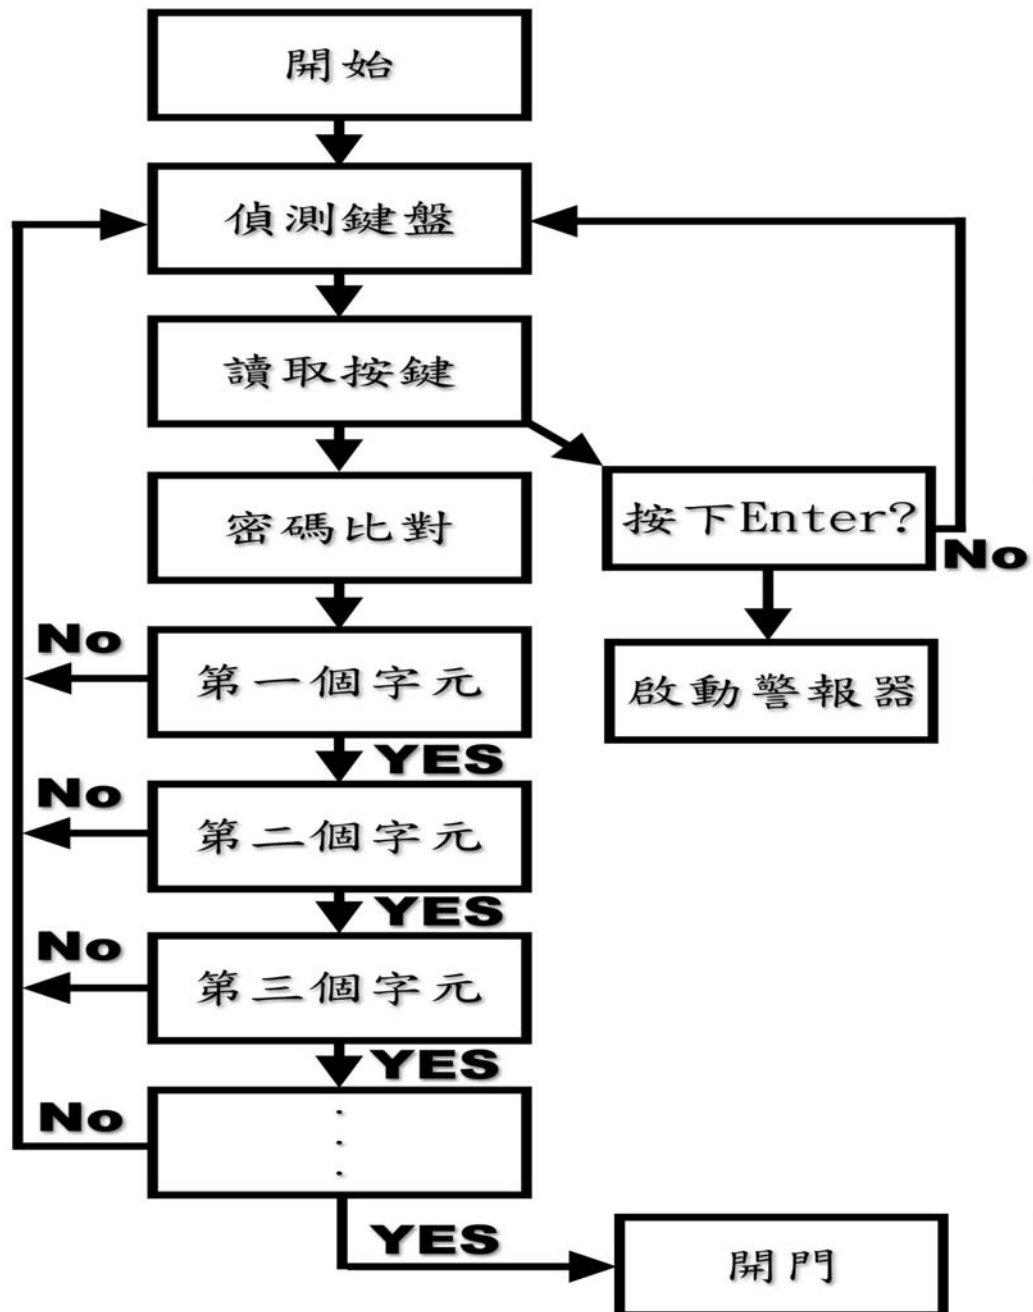 開始
偵測鍵盤
讀取按鍵
密碼比對
按下Enter?
No
啟動警報器
No
第一個字元
YES
No
第二個字元
YES
No
第三個字元
YES
No
.
.
.
YES
開門